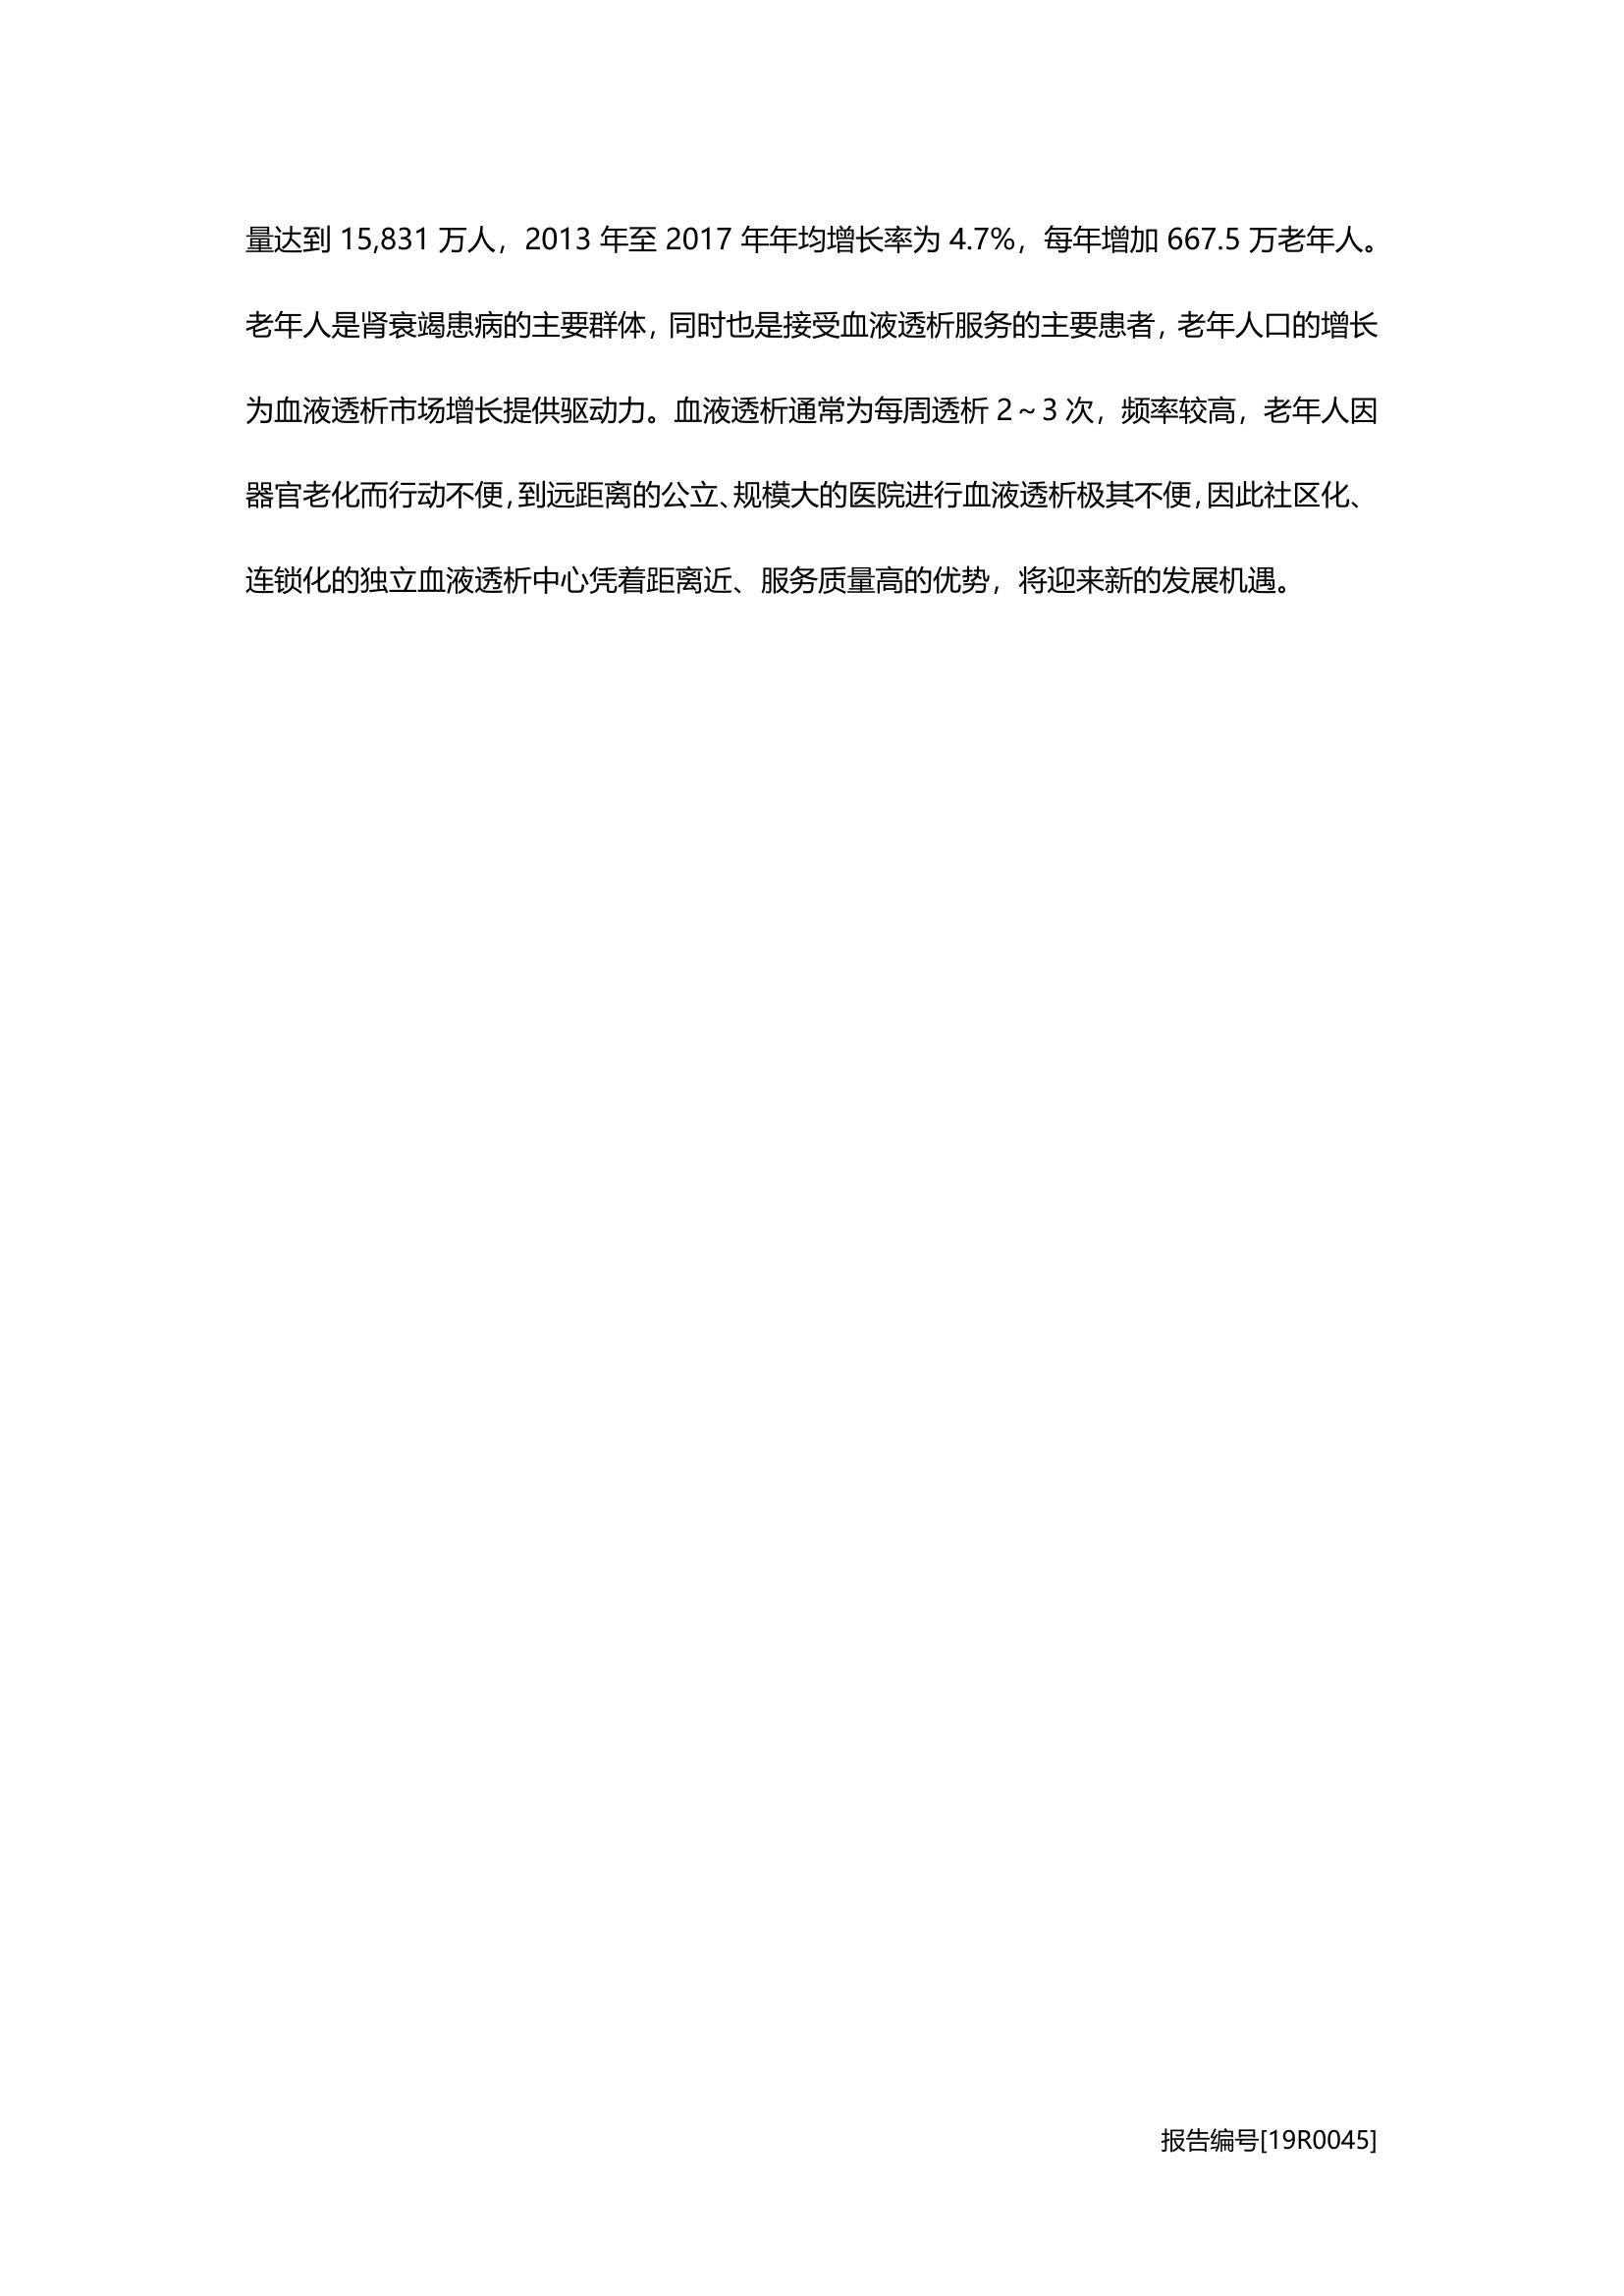 量达到 15,831 万人，2013 年至 2017 年年均增长率为 4.7%，每年增加 667.5 万老年人。
老年人是肾衰竭患病的主要群体，同时也是接受血液透析服务的主要患者，老年人口的增长
为血液透析市场增长提供驱动力。血液透析通常为每周透析 2~3 次，频率较高，老年人因
器官老化而行动不便，到远距离的公立、规模大的医院进行血液透析极其不便，因此社区化、
连锁化的独立血液透析中心凭着距离近、服务质量高的优势，将迎来新的发展机遇。
报告编号[19R0045]